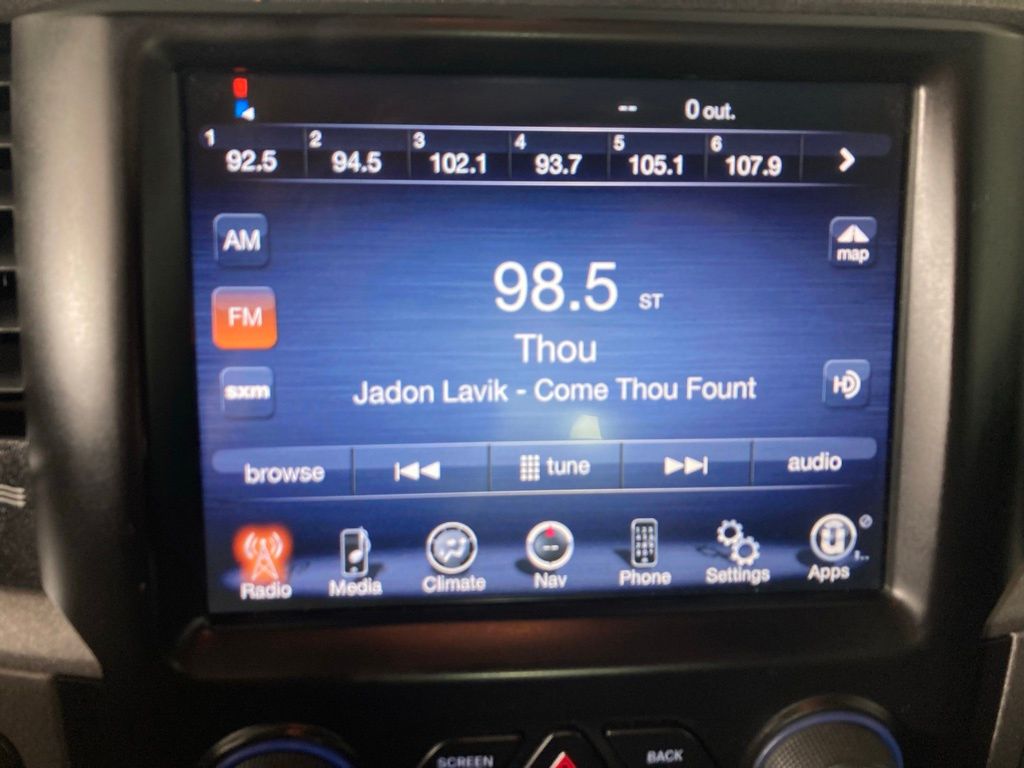 -- 0 out.
1 2 3 4 5 6
92.5 94.5 102.1 93.7 105.1 107.9
AM
map
98.5 ST
FM
Thou
sxm
Jadon Lavik - Come Thou Fount
HD
browse tune audio
Radio Media Climate Nav Phone Settings Apps
SCREEN BACK